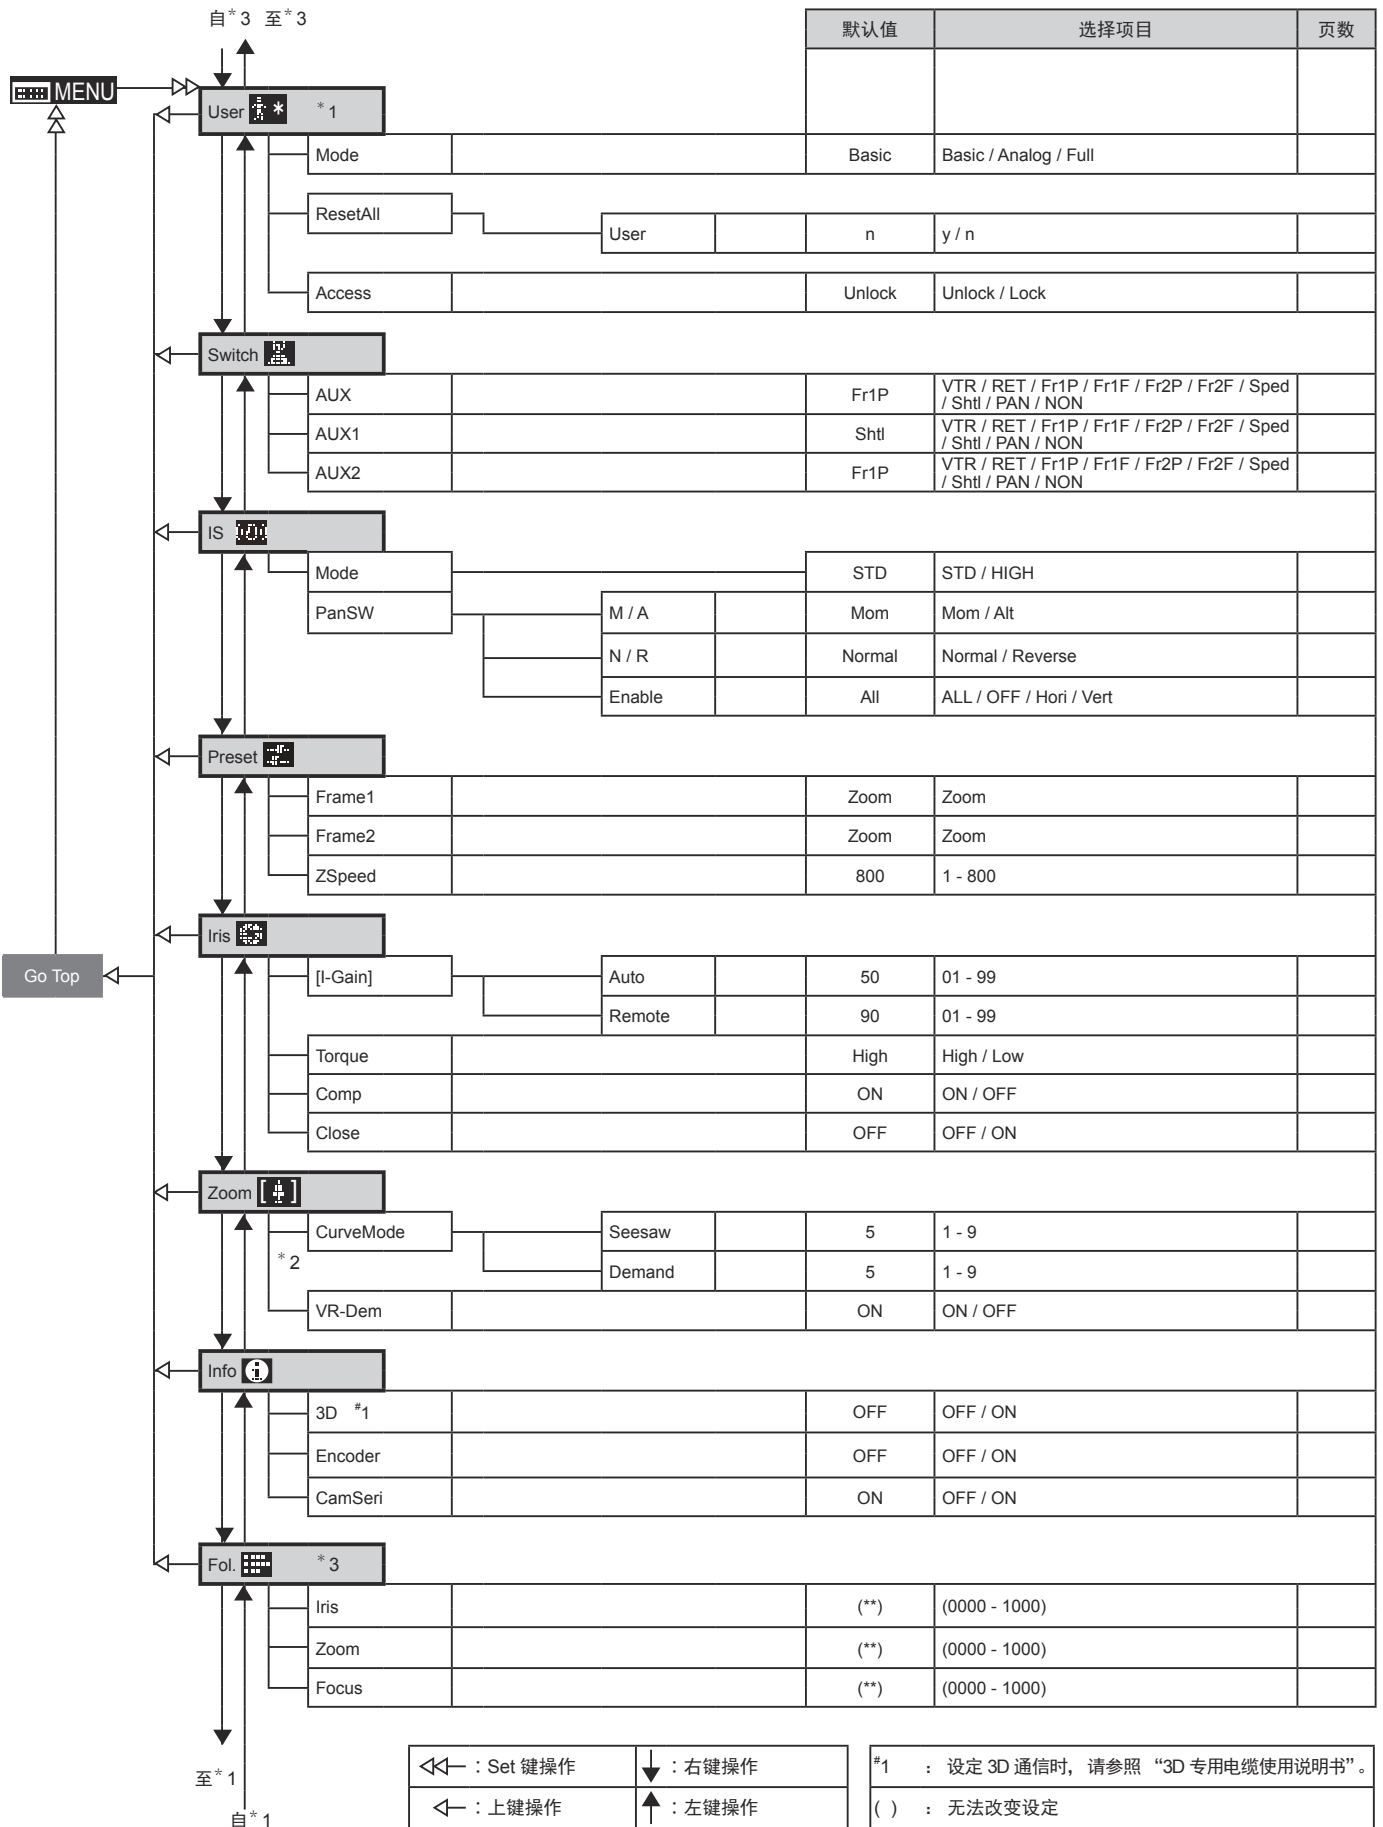 自*3 至*3
默认值 选择项目 页数
MENU
User * *1
Mode Basic Basic / Analog / Full
ResetAll
User n y / n
Access Unlock Unlock / Lock
Switch
AUX Fr1P VTR / RET / Fr1P / Fr1F / Fr2P / Fr2F / Sped
/ Shtl / PAN / NON
AUX1 Shtl VTR / RET / Fr1P / Fr1F / Fr2P / Fr2F / Sped
/ Shtl / PAN / NON
AUX2 Fr1P VTR / RET / Fr1P / Fr1F / Fr2P / Fr2F / Sped
/ Shtl / PAN / NON
IS
Mode STD STD / HIGH
PanSW M / A Mom Mom / Alt
N / R Normal Normal / Reverse
Enable All ALL / OFF / Hori / Vert
Preset
Frame1 Zoom Zoom
Frame2 Zoom Zoom
ZSpeed 800 1 - 800
Iris
Go Top
[I-Gain] Auto 50 01 - 99
Remote 90 01 - 99
Torque High High / Low
Comp ON ON / OFF
Close OFF OFF / ON
Zoom
CurveMode Seesaw 5 1 - 9
*2
Demand 5 1 - 9
VR-Dem ON ON / OFF
Info
3D #1 OFF OFF / ON
Encoder OFF OFF / ON
CamSeri ON OFF / ON
Fol. *3
Iris (**) (0000 - 1000)
Zoom (**) (0000 - 1000)
Focus (**) (0000 - 1000)
至*1
自*1
：Set 键操作 ：右键操作
：上键操作 ：左键操作
#1 ：设定 3D 通信时，请参照 “3D 专用电缆使用说明书”。
( ) ：无法改变设定